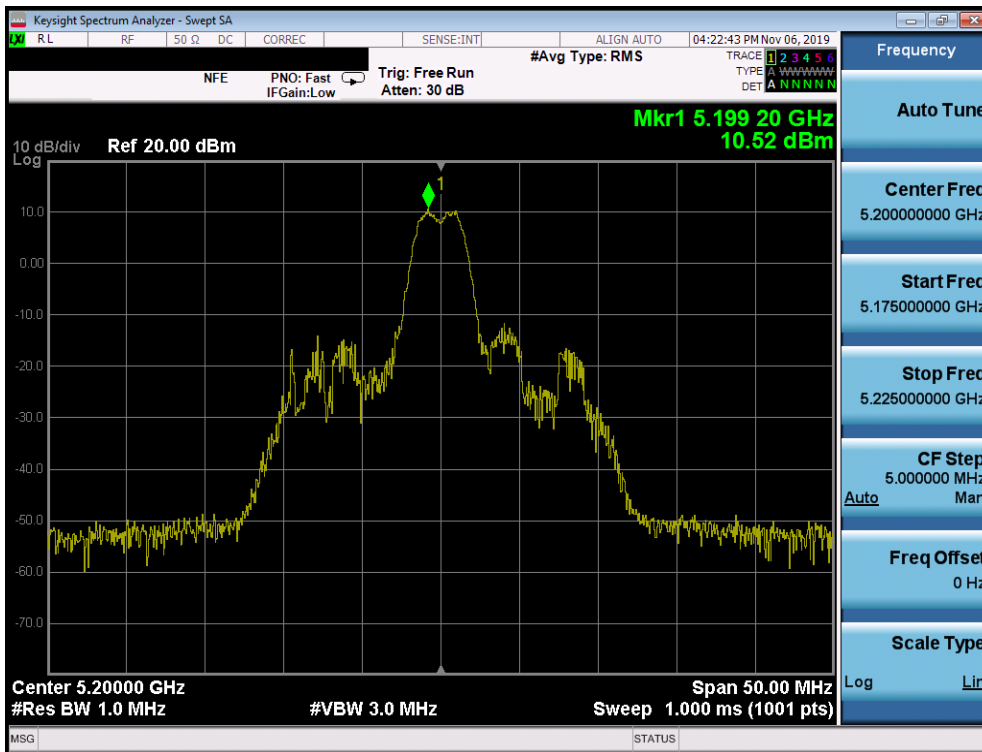 Keysight Spectrum Analyzer - Swept SA
LXI RL RF 50 Ω DC CORREC SENSE:INT ALIGN AUTO 04:22:43 PM Nov 06, 2019
Frequency
NFE PNO: Fast Trig: Free Run #Avg Type: RMS TRACE 1 2 3 4 5 6
IFGain:Low Atten: 30 dB TYPE A WWWWW
DET A N N N N N
Auto Tune
Mkr1 5.199 20 GHz
10.52 dBm
10 dB/div Ref 20.00 dBm
Log
1
10.0
0.00
-10.0
-20.0
-30.0
-40.0
-50.0
-60.0
-70.0
Center Freq
5.200000000 GHz
Start Freq
5.175000000 GHz
Stop Freq
5.225000000 GHz
CF Step
5.000000 MHz
Auto Man
Freq Offset
0 Hz
Scale Type
Log Lin
Center 5.20000 GHz Span 50.00 MHz
#Res BW 1.0 MHz #VBW 3.0 MHz Sweep 1.000 ms (1001 pts)
MSG STATUS